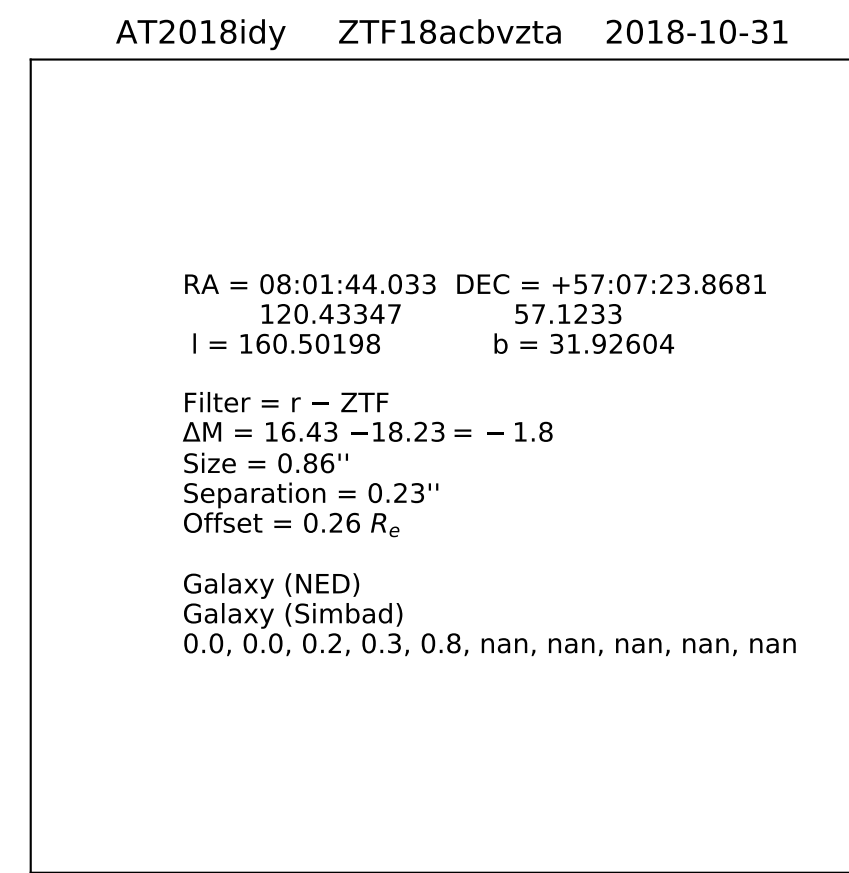 AT2018idy ZTF18acbvzta 2018-10-31
RA = 08:01:44.033 DEC = +57:07:23.8681
120.43347 57.1233
l = 160.50198 b = 31.92604
Filter = r − ZTF
ΔM = 16.43 −18.23 = − 1.8
Size = 0.86''
Separation = 0.23''
Offset = 0.26 Re
Galaxy (NED)
Galaxy (Simbad)
0.0, 0.0, 0.2, 0.3, 0.8, nan, nan, nan, nan, nan